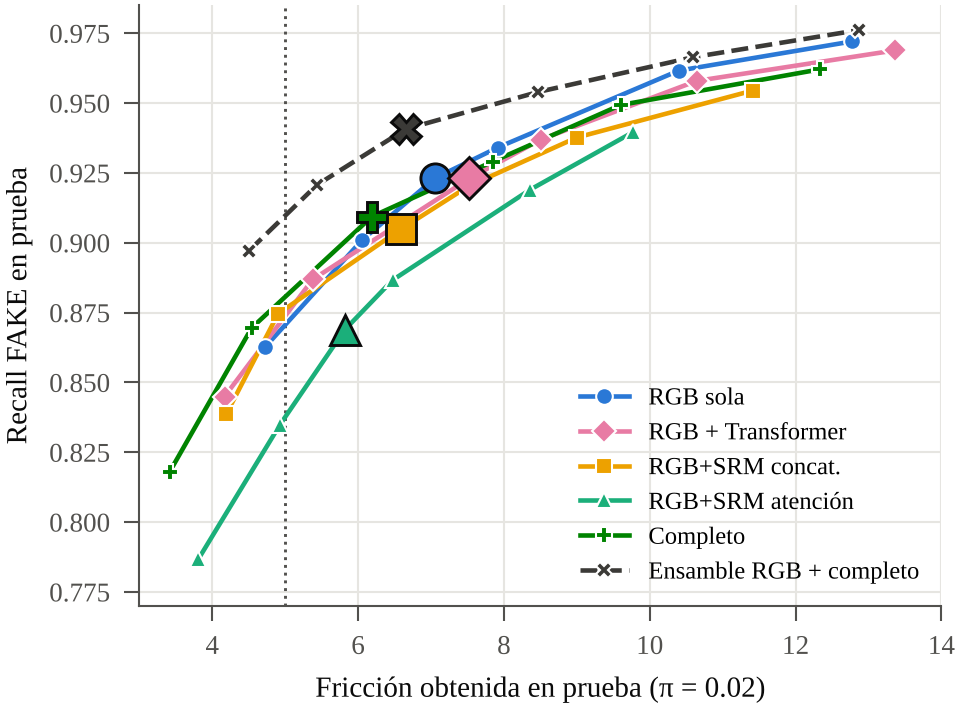 0.975
0.950
0.925
0.900
0.875
0.850
0.825
0.800
0.775
Recall FAKE en prueba
RGB sola
RGB + Transformer
RGB+SRM concat.
RGB+SRM atención
Completo
Ensamble RGB + completo
4 6 8 10 12 14
Fricción obtenida en prueba (π = 0.02)